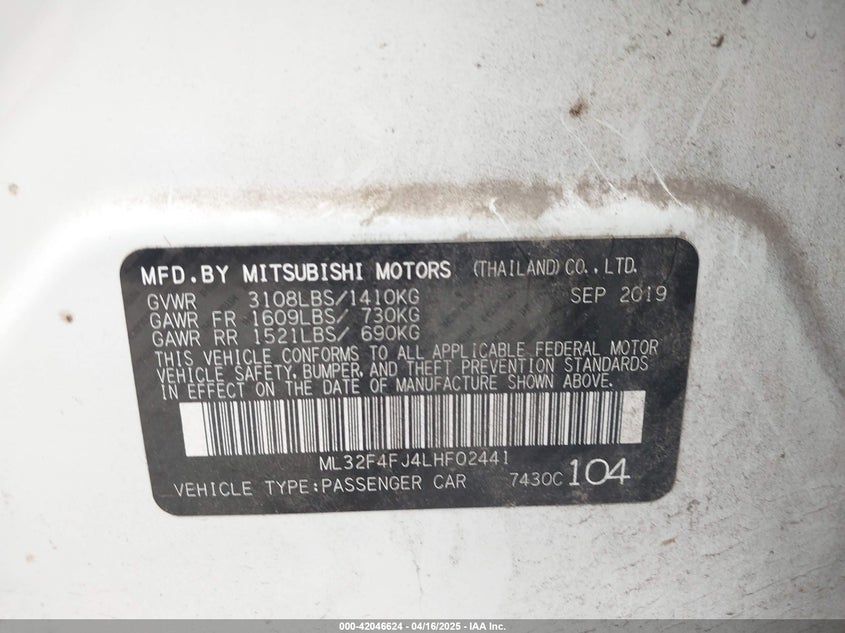 MFD.BY MITSUBISHI MOTORS (THAILAND) CO.,LTD.
GVWR 3108LBS/1410KG SEP 2019
GAWR FR 1609LBS/ 730KG
GAWR RR 1521LBS/ 690KG
THIS VEHICLE CONFORMS TO ALL APPLICABLE FEDERAL MOTOR
VEHICLE SAFETY, BUMPER, AND THEFT PREVENTION STANDARDS
IN EFFECT ON THE DATE OF MANUFACTURE SHOWN ABOVE.
ML32F4FJ4LHF02441
VEHICLE TYPE:PASSENGER CAR 7430C 104
000-42046624 - 04/16/2025 - IAA Inc.